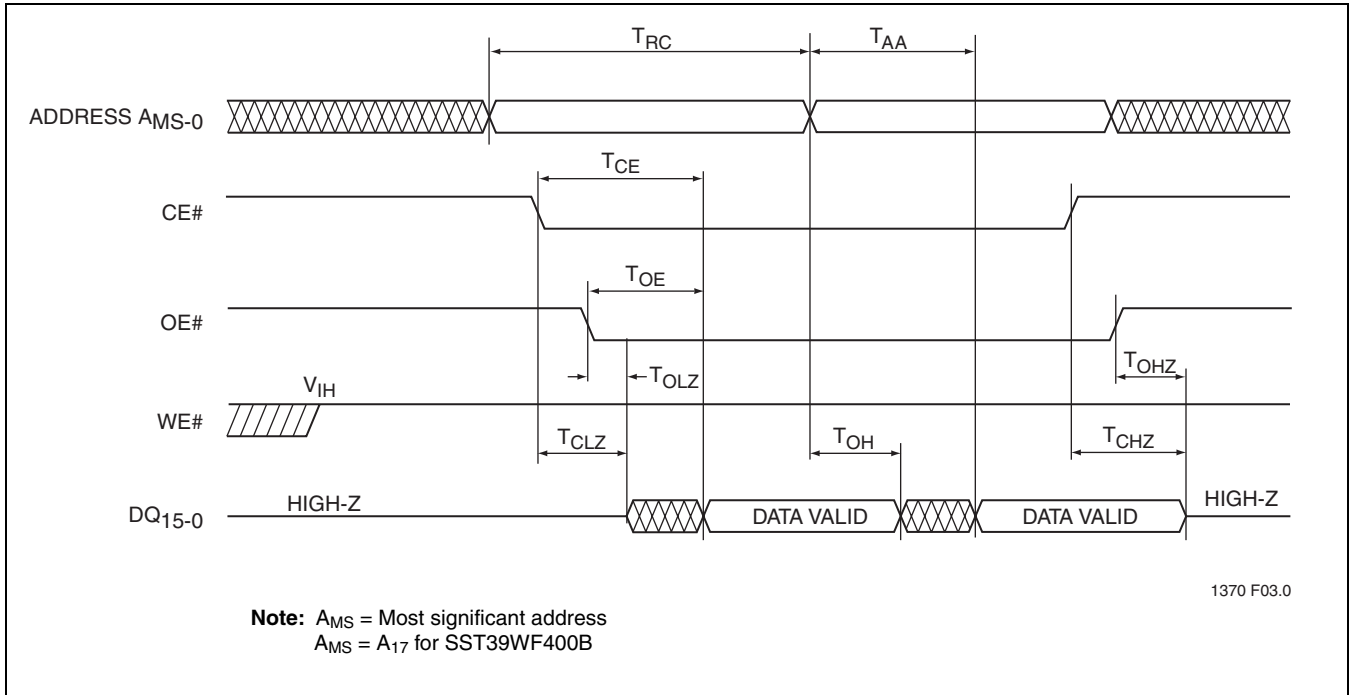 TRC TAA
ADDRESS AMS-0
TCE
CE#
TOE
OE#
TOLZ TOHZ
VIH
WE#
TCLZ TOH TCHZ
HIGH-Z DATA VALID DATA VALID HIGH-Z
DQ15-0
1370 F03.0
Note: AMS = Most significant address
AMS = A17 for SST39WF400B